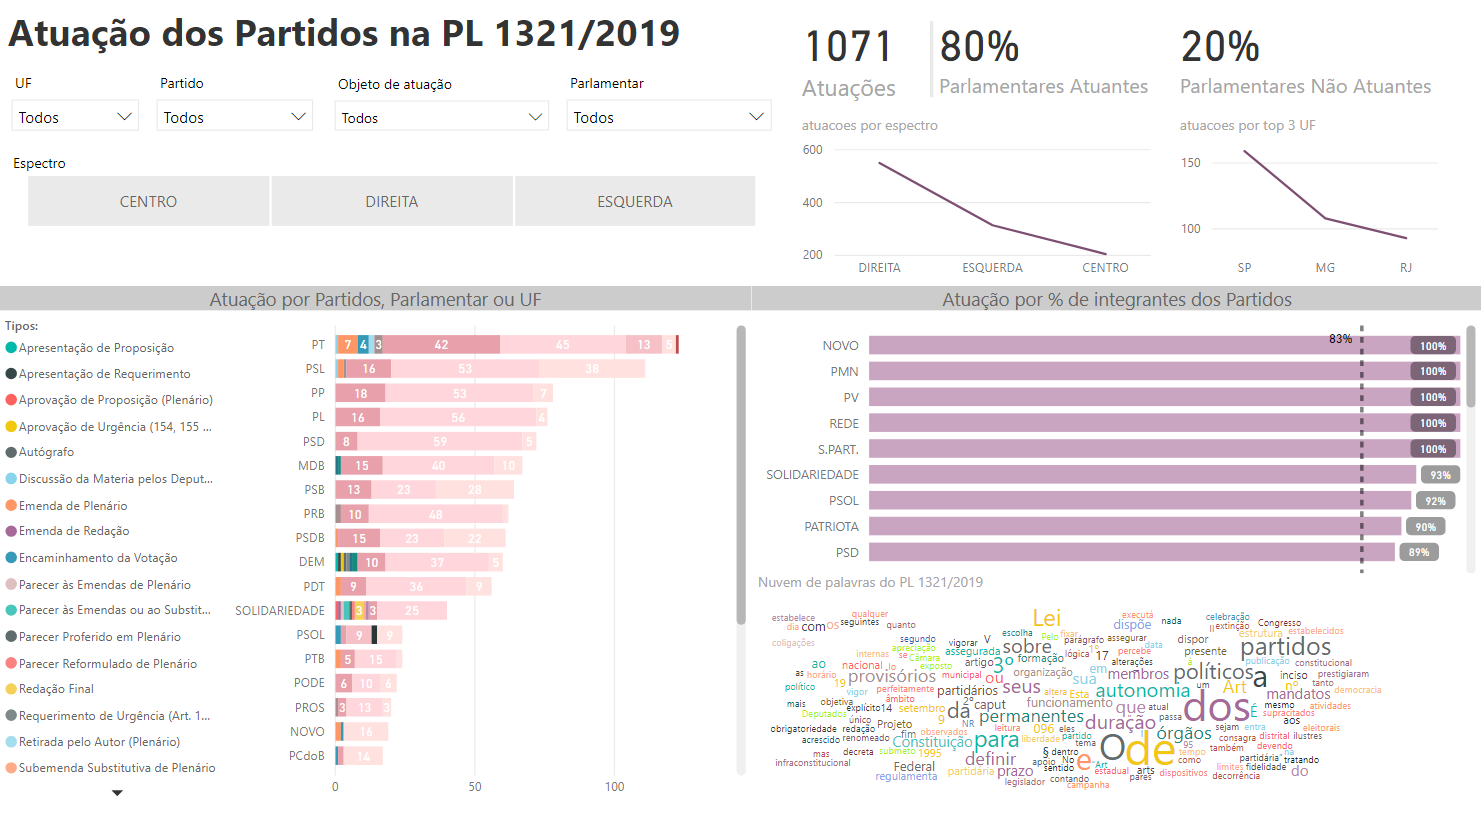 Atuação dos Partidos na PL 1321/2019
UF
Partido
Objeto de atuação
Parlamentar
Todos
Todos
Todos
Todos
Espectro
CENTRO
DIREITA
ESQUERDA
1071
Atuações
80%
Parlamentares Atuantes
20%
Parlamentares Não Atuantes
atuacoes por espectro
600
400
200
DIREITA
ESQUERDA
CENTRO
atuacoes por top 3 UF
150
100
SP
MG
RJ
Atuação por Partidos, Parlamentar ou UF
Tipos:
Apresentação de Proposição
Apresentação de Requerimento
Aprovação de Proposição (Plenário)
Aprovação de Urgência (154, 155 ...
Autógrafo
Discussão da Materia pelos Deput...
Emenda de Plenário
Emenda de Redação
Encaminhamento da Votação
Parecer às Emendas de Plenário
Parecer às Emendas ou ao Substit...
Parecer Proferido em Plenário
Parecer Reformulado de Plenário
Redação Final
Requerimento de Urgência (Art. 1...
Retirada pelo Autor (Plenário)
Subemenda Substitutiva de Plenário
PT 7 4 3 42 45 13 5
PSL 16 53 38
PP 18 53 7
PL 16 56 4
PSD 8 59 5
MDB 15 40 10
PSB 13 23 28
PRB 10 48
PSDB 15 23 22
DEM 10 37 5
PDT 9 36 9
SOLIDARIEDADE 3 3 25
PSOL 9 9
PTB 5 15
PODE 6 10 6
PROS 3 13 3
NOVO 16
PCdoB 14
0 50 100
Atuação por % de integrantes dos Partidos
83%
NOVO 100%
PMN 100%
PV 100%
REDE 100%
S.PART. 100%
SOLIDARIEDADE 93%
PSOL 92%
PATRIOTA 90%
PSD 89%
Nuvem de palavras do PL 1321/2019
estabelece
qualquer
Lei
executá
celebração
dia
com
os
seguintes
quanto
escolha
Pelo
fixar
dispõe
nada
II
extinção
Congresso
coligações
segundo
apreciação
vigorar
V
sobre
parágrafo
assegurar
data
dispor
estrutura
estabelecidos
internas
se
Câmara
assegurada
formação
lógica
1º
17
percebe
presente
partidos
ao
nacional
lo
exposto
artigo
3º
organização
em
alterações
à
publicação
constitucional
as
horário
provisórios
municipal
ou
sua
membros
políticos
a
inciso
prestigiaram
político
19
vigor
perfeitamente
partidários
seus
altera
Esta
autonomia
um
Art
nº
tanto
democracia
mais
objetiva
âmbito
2º
caput
funcionamento
que
atual
mandatos
Deputados
explícito
14
setembro
dá
permanentes
duração
passa
dos
É
mesmo
supracitados
atividades
único
9
NR
leitura
096
eles
órgãos
sejam
entra
aos
eleitorais
obrigatoriedade
redação
Projeto
observados
liberdade
partido
consagra
distrital
ilustres
acrescido
renomeado
fim
Constituição
para
tema
O
de
95
também
devendo
mas
decreta
submeto
1995
definir
§
dentro
e
tempo
partidária
na
infraconstitucional
Federal
apoio
No
Art
como
limites
fidelidade
tratando
regulamenta
partidária
prazo
sentido
estadual
arts
dispositivos
decorrência
do
legislador
contando
pares
campanha